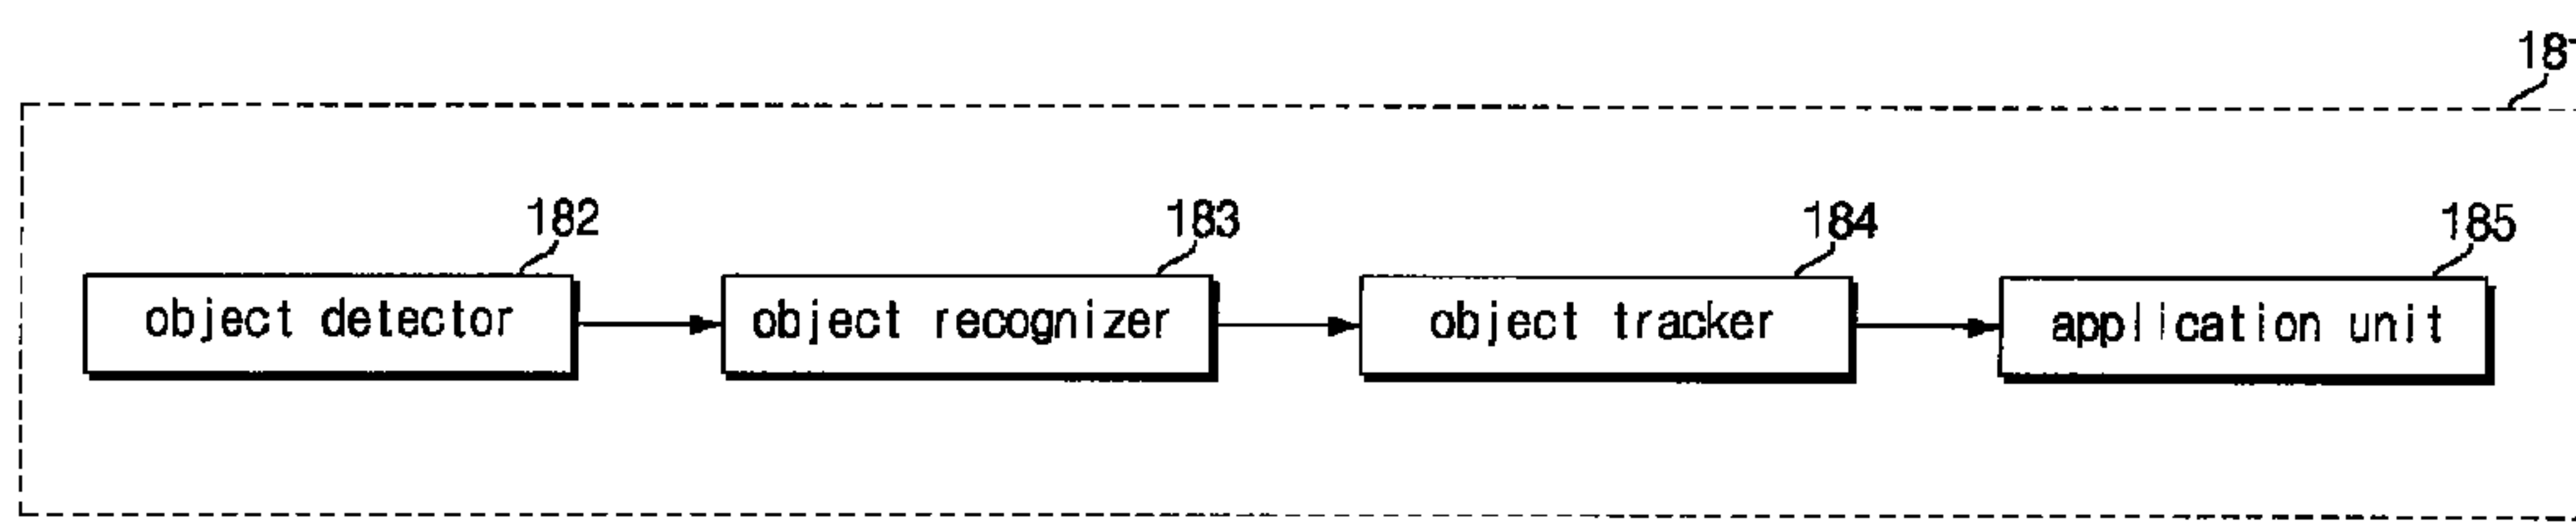 182 183 184 185
object detector object recognizer object tracker application unit